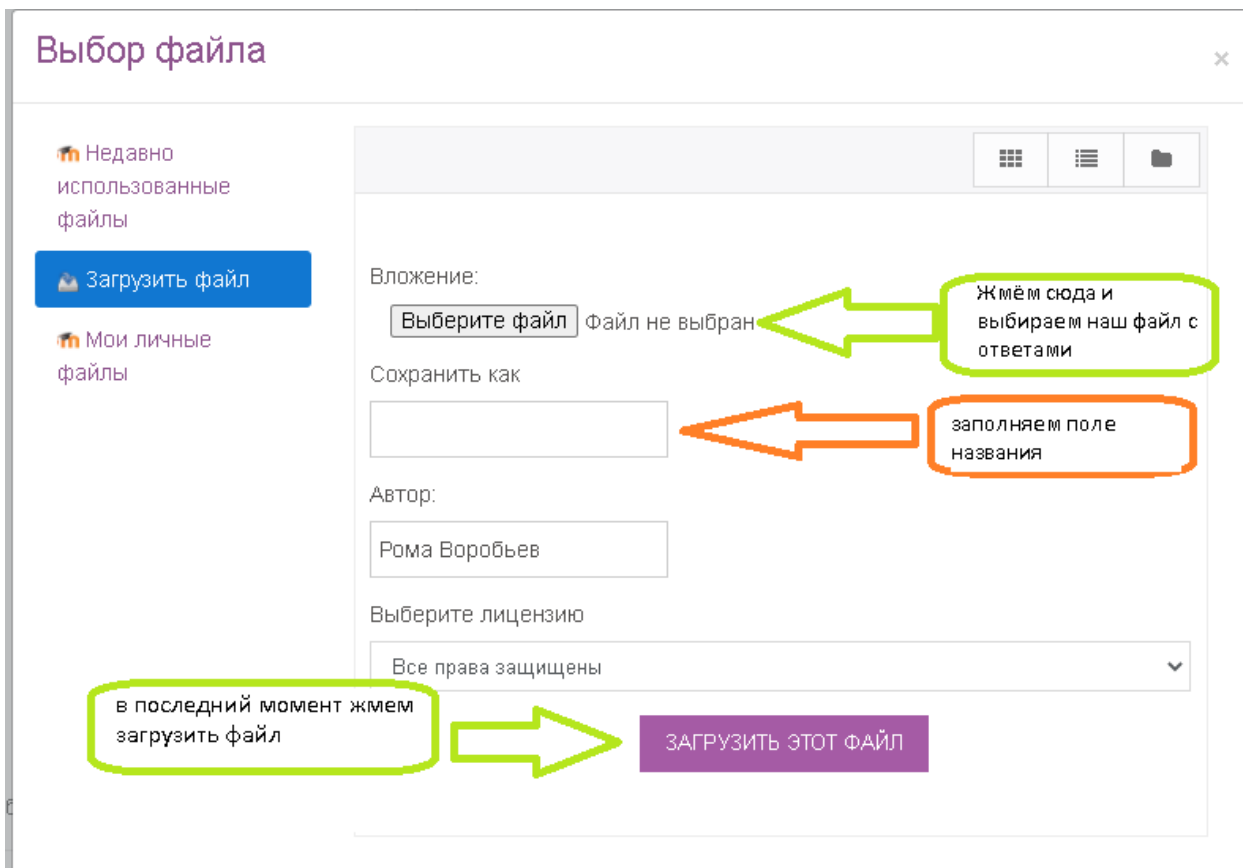 Выбор файла
×
Недавно
использованные
файлы
Загрузить файл
Мои личные
файлы
Вложение:
Выберите файл Файл не выбран
Жмём сюда и
выбираем наш файл с
ответами
Сохранить как
заполняем поле
названия
Автор:
Рома Воробьев
Выберите лицензию
Все права защищены
в последний момент жмем
загрузить файл
ЗАГРУЗИТЬ ЭТОТ ФАЙЛ